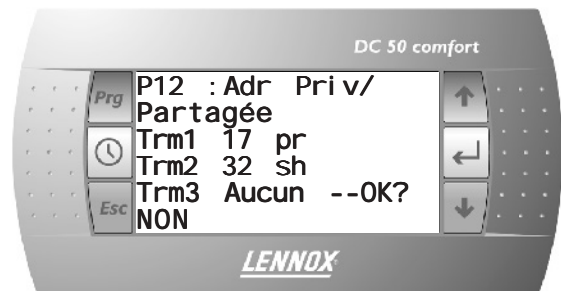 DC 50 comfort
Prg
Esc
P12 :Adr Priv/
Partagée
Trm1 17 pr
Trm2 32 sh
Trm3 Aucun --OK?
NON
LENNOX